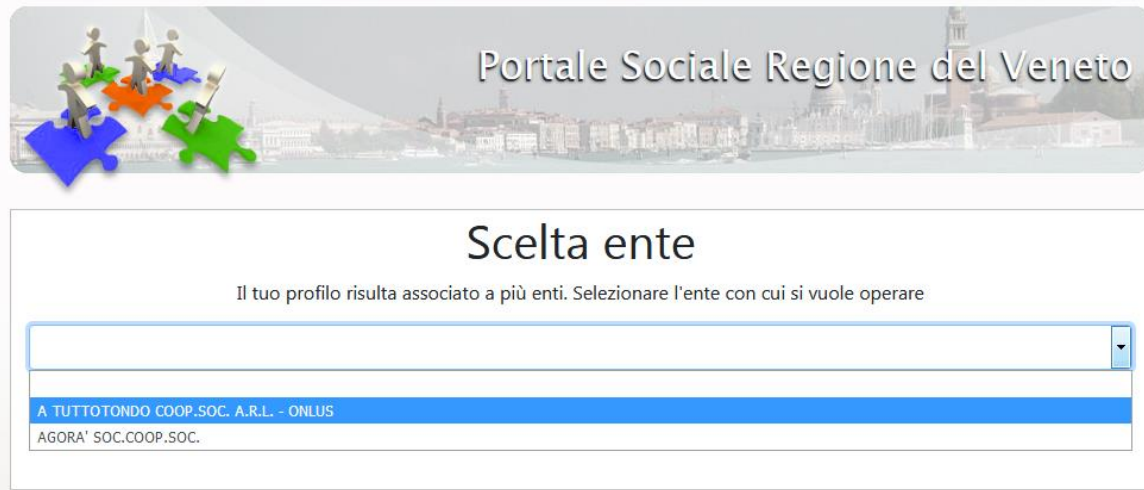 Portale Sociale Regione del Veneto
Scelta ente
Il tuo profilo risulta associato a più enti. Selezionare l'ente con cui si vuole operare
A TUTTOTONDO COOP.SOC. A.R.L. - ONLUS
AGORA' SOC.COOP.SOC.